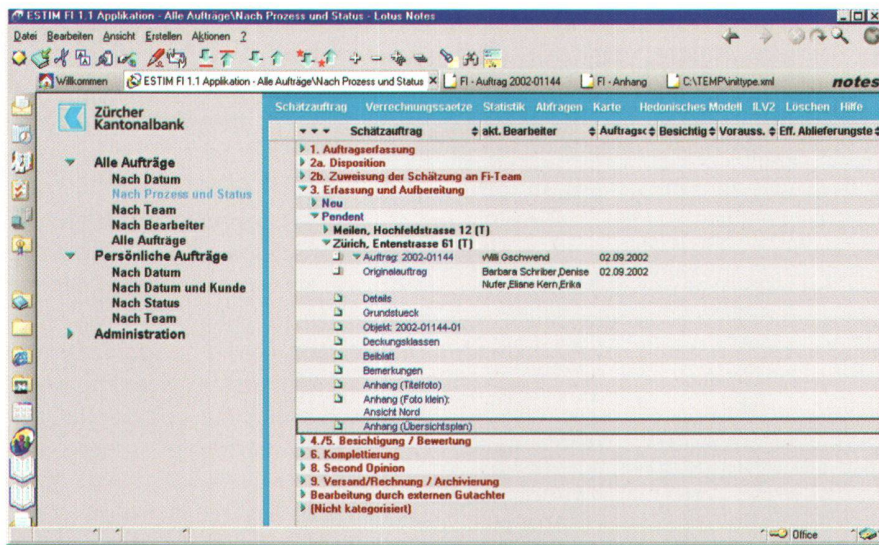 ESTIM FI 1.1 Applikation - Alle Aufträge\Nach Prozess und Status - Lotus Notes
Datei Bearbeiten Ansicht Erstellen Aktionen ?
Willkommen
ESTIM FI 1.1 Applikation - Alle Aufträge\Nach Prozess und Status
FI - Auftrag 2002-01144
FI - Anhang
C:\TEMP\inittype.xml
notes
Zürcher
Kantonalbank
Alle Aufträge
Nach Datum
Nach Prozess und Status
Nach Team
Nach Bearbeiter
Alle Aufträge
Persönliche Aufträge
Nach Datum
Nach Datum und Kunde
Nach Status
Nach Team
Administration
Schätzauftrag Verrechnungssaetze Statistik Abfragen Karte Hedonisches Modell ILV2 Löschen Hilfe
Schätzauftrag akt. Bearbeiter Auftragsc Besichtig Vorauss. Eff. Ablieferungste
1. Auftragserfassung
2a. Disposition
2b. Zuweisung der Schätzung an Fi-Team
3. Erfassung und Aufbereitung
Neu
Pendent
Meilen, Hochfeldstrasse 12 (T)
Zürich, Entenstrasse 61 (T)
Auftrag: 2002-01144 Willi Gschwend 02.09.2002
Originalauftrag Barbara Schriber,Denise 02.09.2002
Nufer,Eliane Kern,Erika
Details
Grundstueck
Objekt: 2002-01144-01
Deckungsklassen
Beiblatt
Bemerkungen
Anhang (Titelfoto)
Anhang (Foto klein):
Ansicht Nord
Anhang (Übersichtsplan)
4./5. Besichtigung / Bewertung
6. Komplettierung
8. Second Opinion
9. Versand/Rechnung / Archivierung
Bearbeitung durch externen Gutachter
(Nicht kategorisiert)
Office